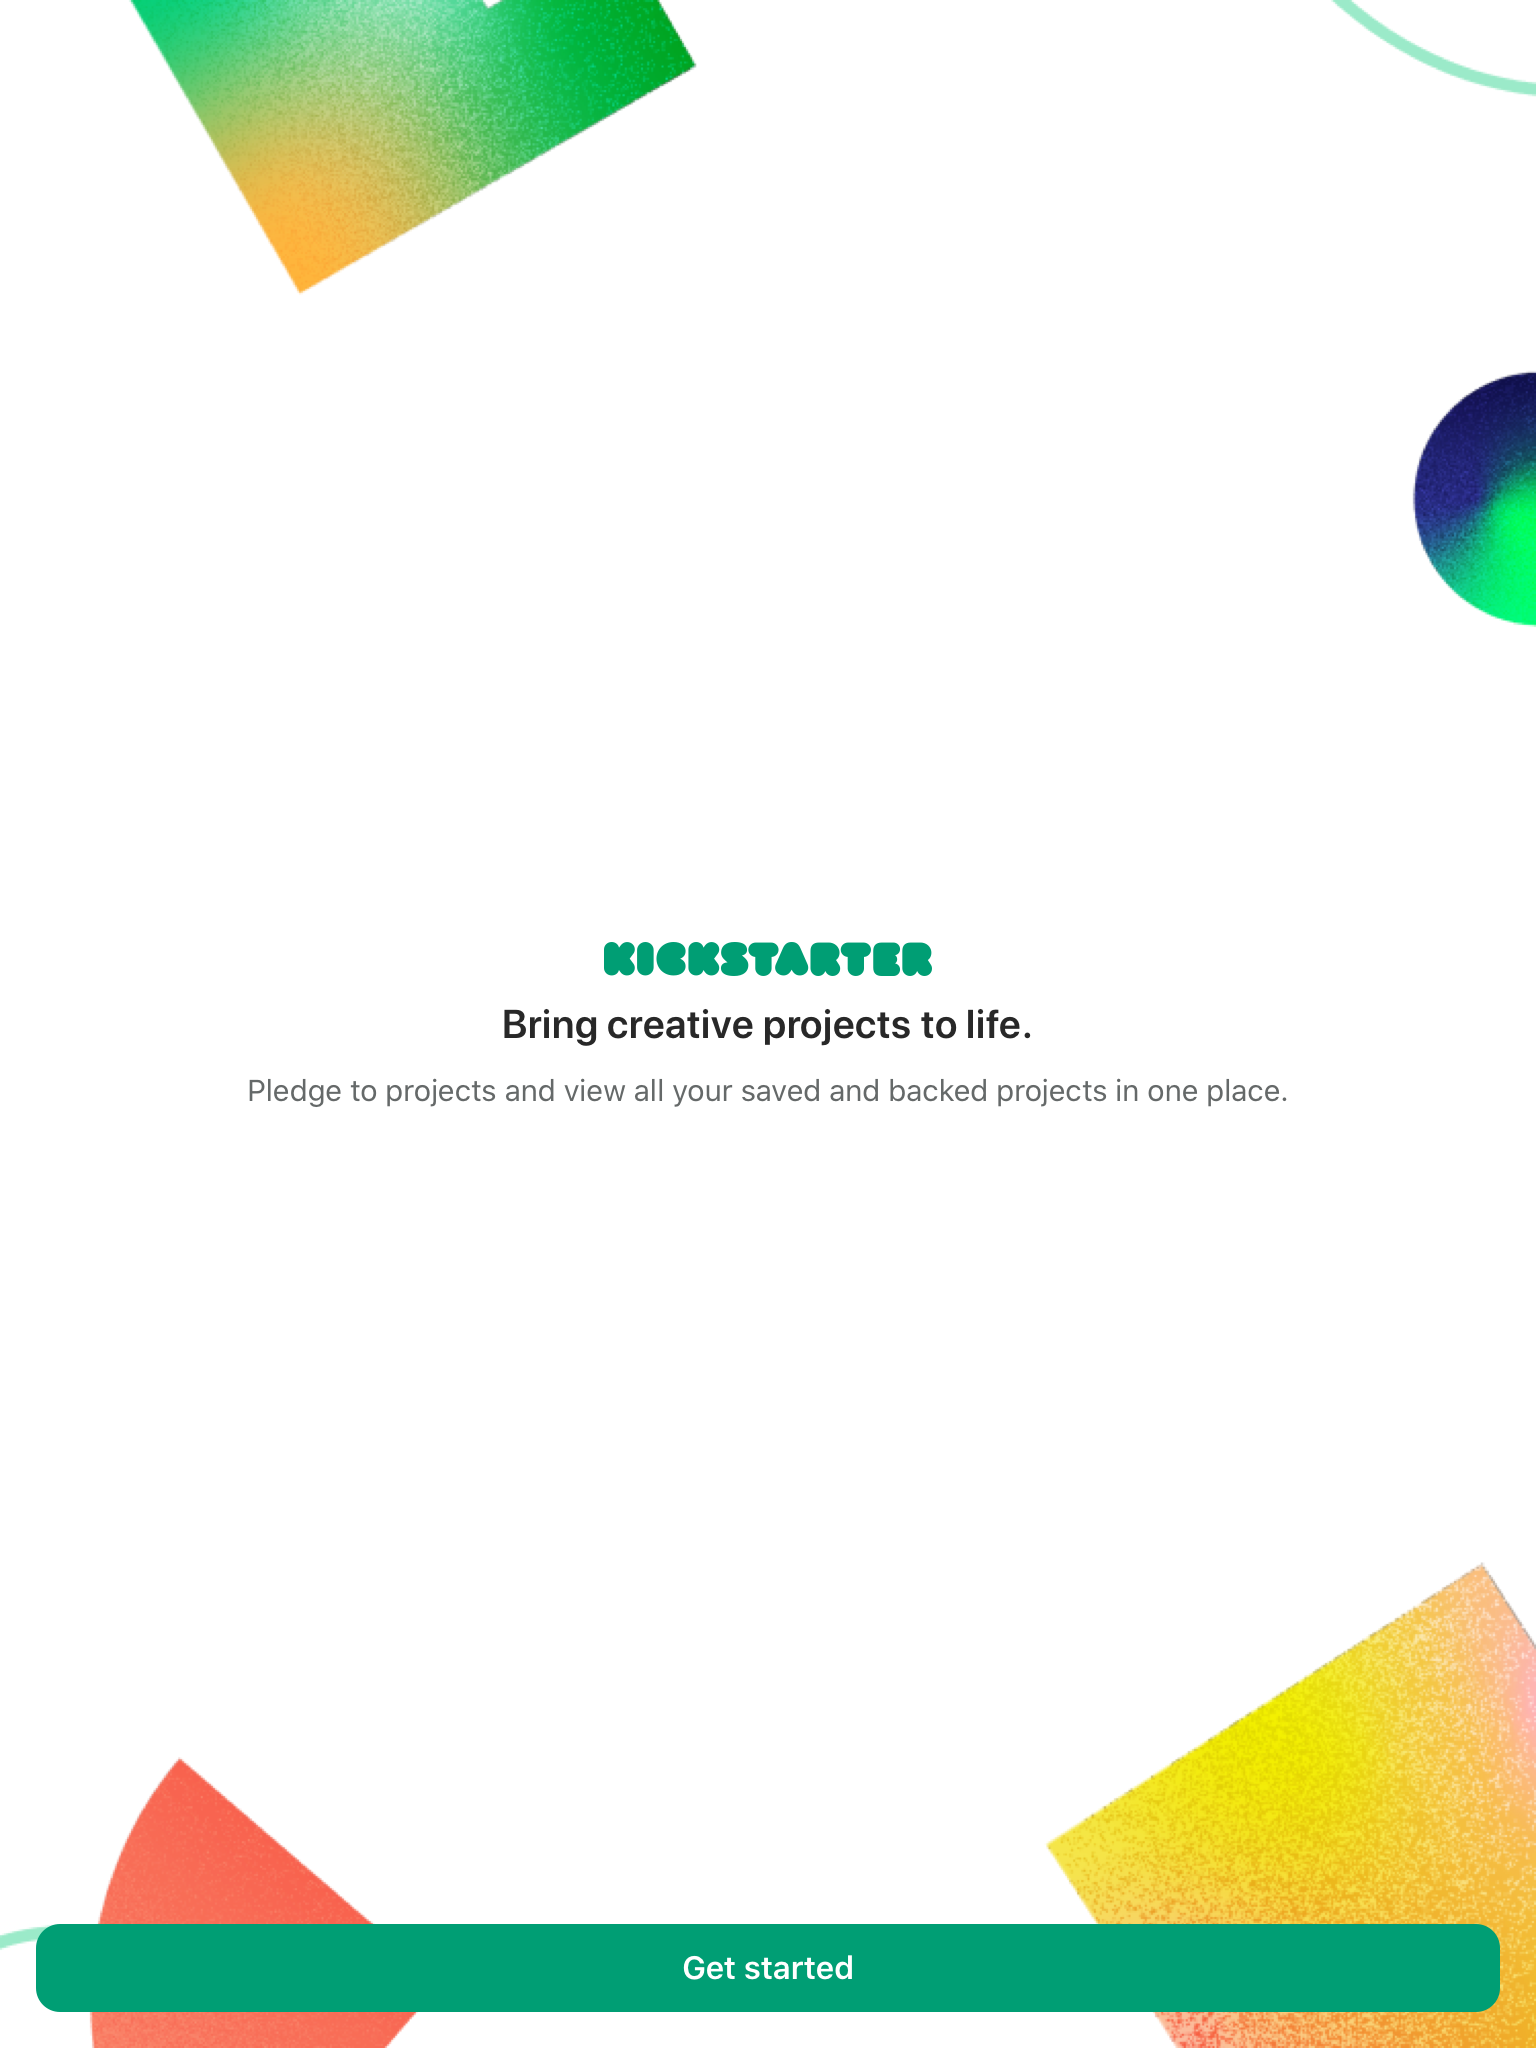 KICKSTARTER
Bring creative projects to life.
Pledge to projects and view all your saved and backed projects in one place.
Get started